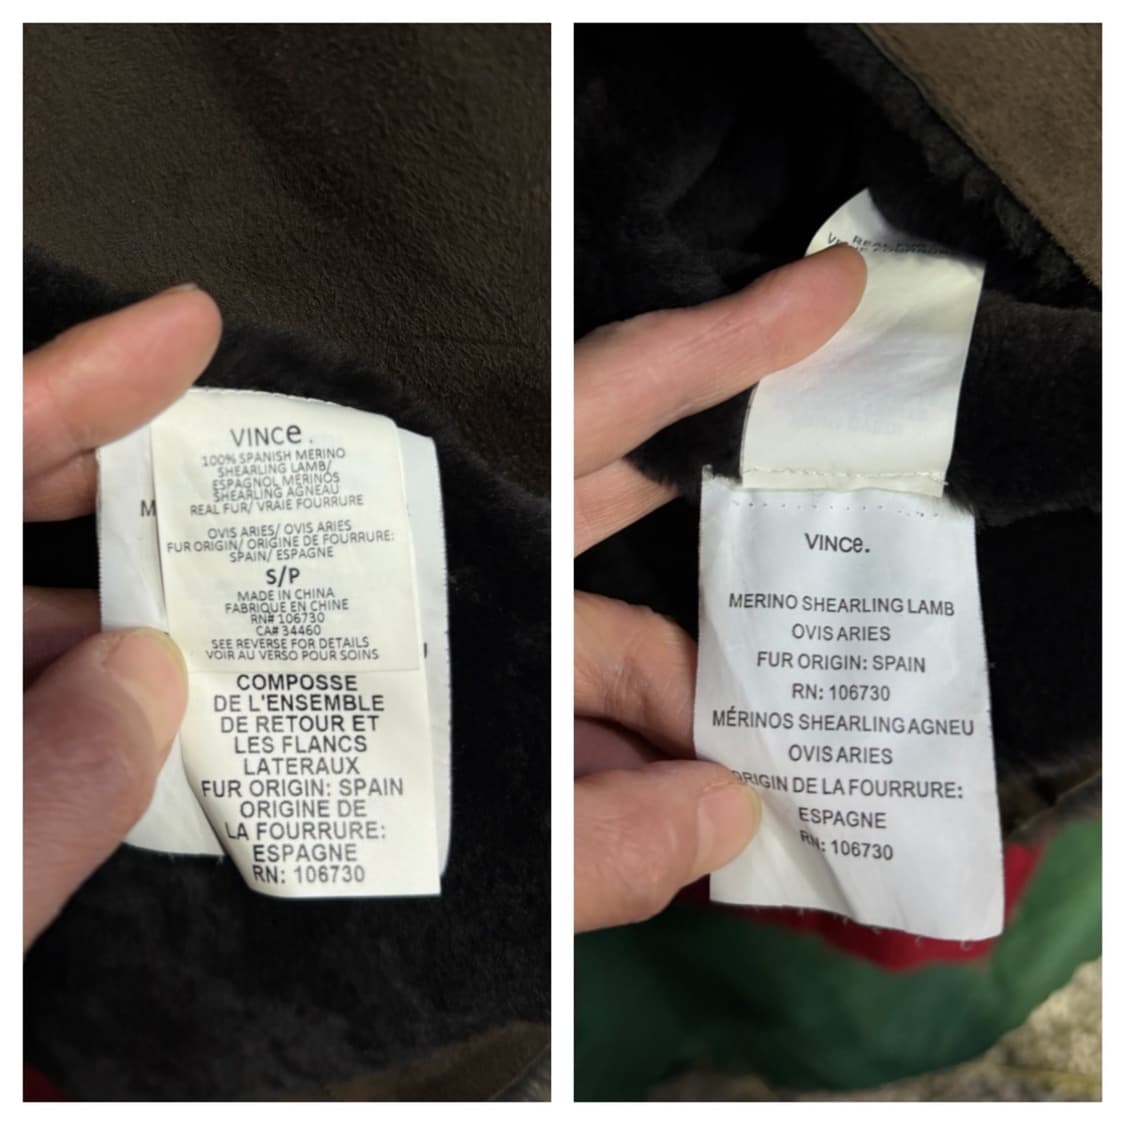 VINCe.
100% SPANISH MERINO
SHEARLING LAMB/
ESPAGNOL MERINOS
SHEARLING AGNEAU
REAL FUR/ VRAIE FOURRURE
OVIS ARIES/ OVIS ARIES
FUR ORIGIN/ ORIGINE DE FOURRURE:
SPAIN/ ESPAGNE
S/P
MADE IN CHINA
FABRIQUE EN CHINE
RN# 106730
CA# 34460
SEE REVERSE FOR DETAILS
VOIR AU VERSO POUR SOINS
COMPOSSE
DE L'ENSEMBLE
DE RETOUR ET
LES FLANCS
LATERAUX
FUR ORIGIN: SPAIN
ORIGINE DE
LA FOURRURE:
ESPAGNE
RN: 106730
REAL FUR
VINCe.
MERINO SHEARLING LAMB
OVIS ARIES
FUR ORIGIN: SPAIN
RN: 106730
MÉRINOS SHEARLING AGNEU
OVIS ARIES
ORIGIN DE LA FOURRURE:
ESPAGNE
RN: 106730